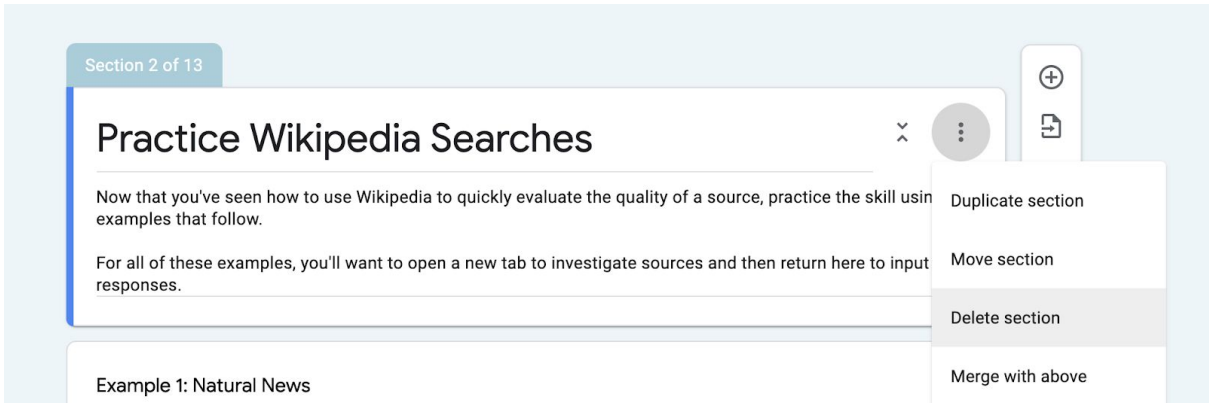 Section 2 of 13
Practice Wikipedia Searches
Now that you've seen how to use Wikipedia to quickly evaluate the quality of a source, practice the skill usin
examples that follow.
For all of these examples, you'll want to open a new tab to investigate sources and then return here to input
responses.
Duplicate section
Move section
Delete section
Merge with above
Example 1: Natural News